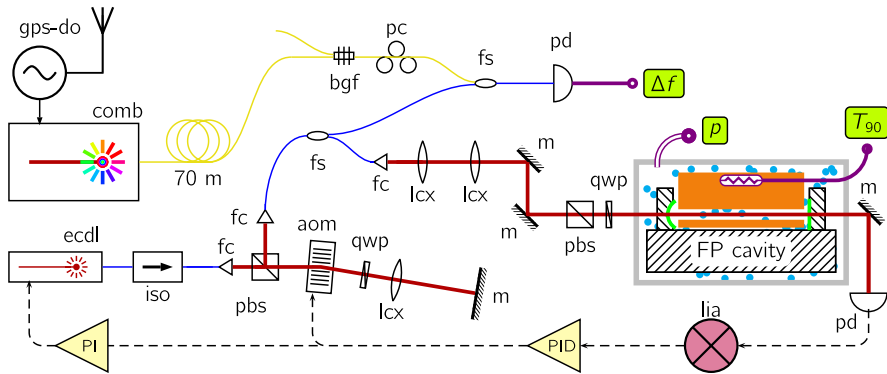 gps-do
comb
70 m
bgf
pc
fs
pd
Δf
fs
fc
lcx
lcx
m
m
qwp
pbs
p
T90
m
FP cavity
pd
ecdl
iso
fc
fc
pbs
aom
qwp
lcx
m
lia
PI
PID